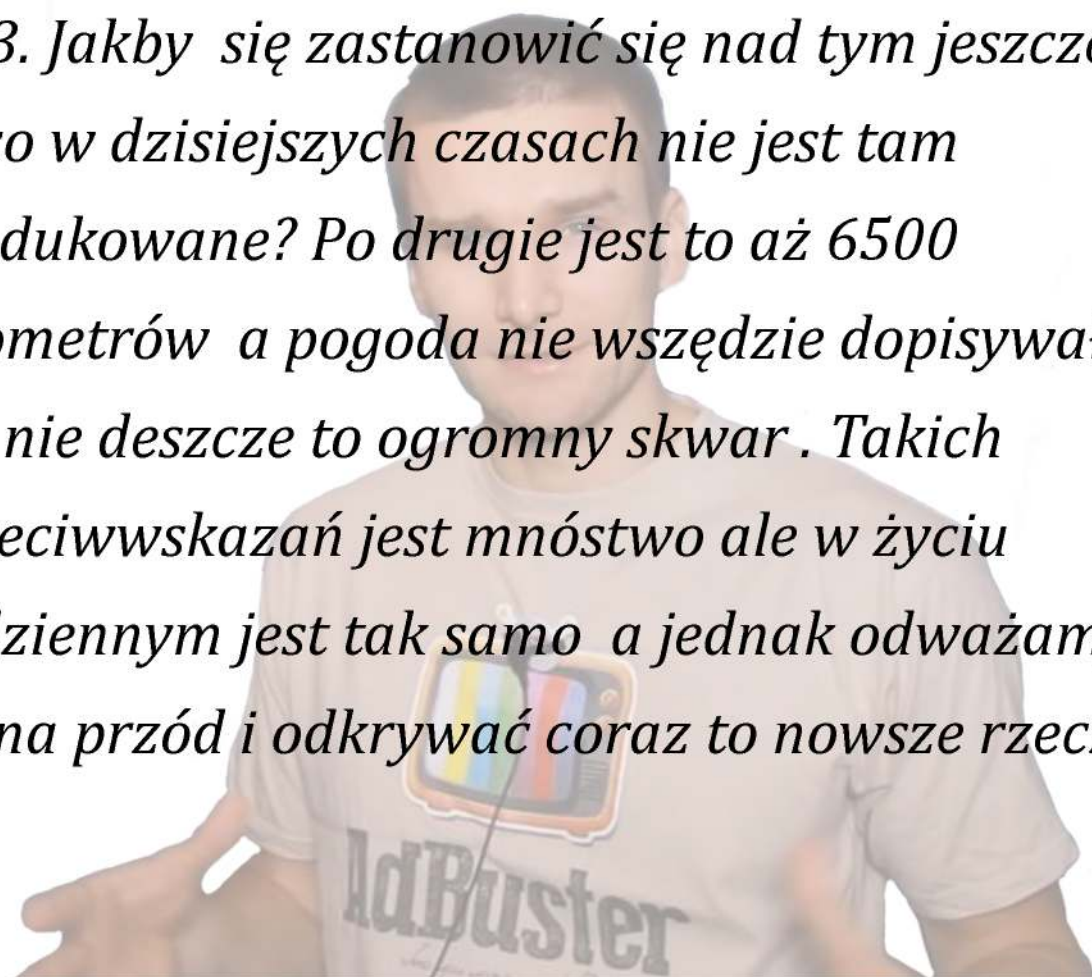 3. Jakby się zastanowić się nad tym jeszcze
o w dzisiejszych czasach nie jest tam
dukowane? Po drugie jest to aż 6500
ometrów a pogoda nie wszędzie dopisywa
nie deszcze to ogromny skwar . Takich
eciwwskazań jest mnóstwo ale w życiu
dziennym jest tak samo a jednak odważam
na przód i odkrywać coraz to nowsze rzec
AdBuster